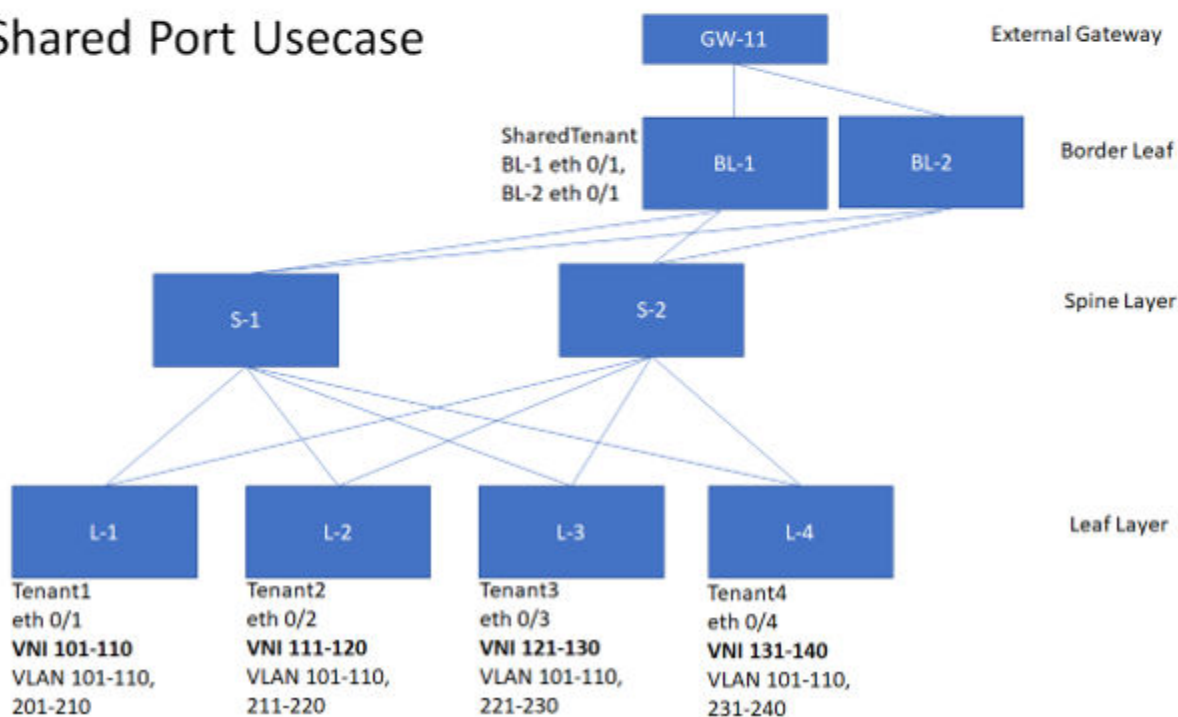 Shared Port Usecase
GW-11
External Gateway
SharedTenant
BL-1 eth 0/1,
BL-2 eth 0/1
BL-1
BL-2
Border Leaf
S-1
S-2
Spine Layer
L-1
L-2
L-3
L-4
Leaf Layer
Tenant1
eth 0/1
VNI 101-110
VLAN 101-110,
201-210
Tenant2
eth 0/2
VNI 111-120
VLAN 101-110,
211-220
Tenant3
eth 0/3
VNI 121-130
VLAN 101-110,
221-230
Tenant4
eth 0/4
VNI 131-140
VLAN 101-110,
231-240